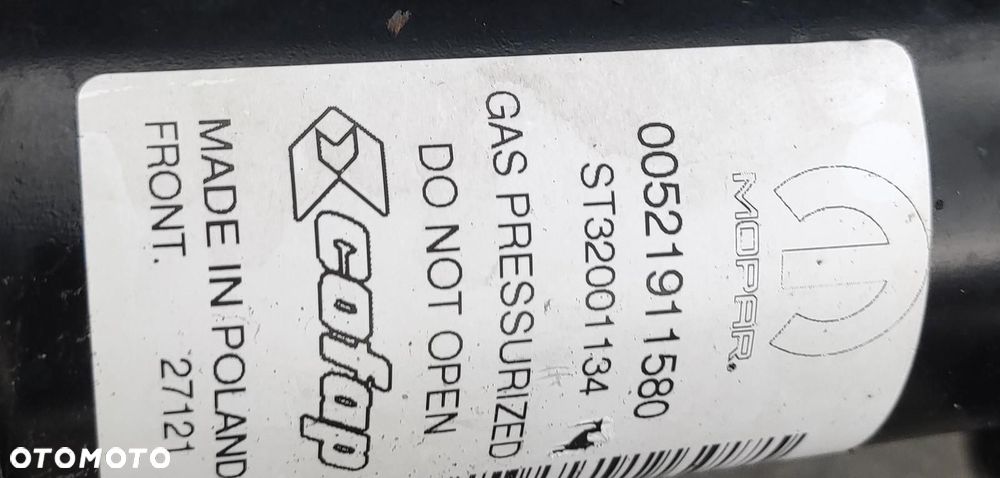 MOPAR.
00521911580
ST32001134
GAS PRESSURIZED
DO NOT OPEN
cofap
MADE IN POLAND
FRONT. 27121
OTOMOTO